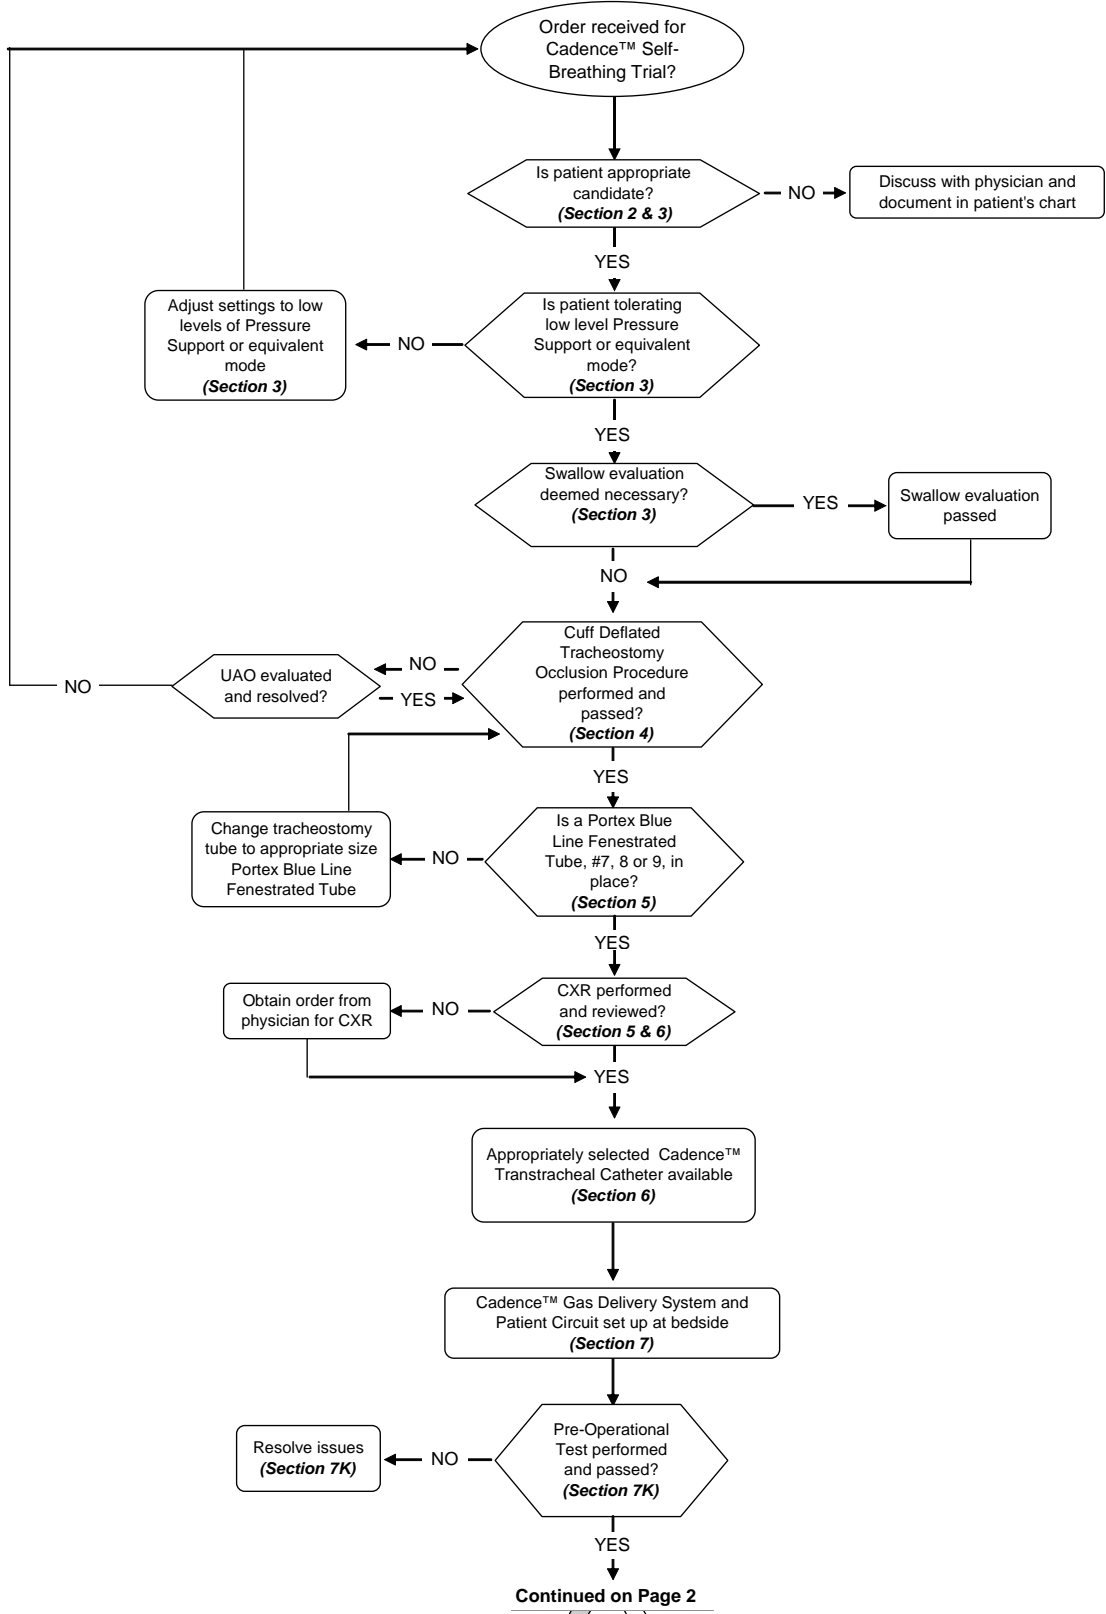 Order received for
Cadence™ Self-
Breathing Trial?
Is patient appropriate
candidate?
(Section 2 & 3)
NO
Discuss with physician and
document in patient's chart
YES
Is patient tolerating
low level Pressure
Support or equivalent
mode?
(Section 3)
NO
Adjust settings to low
levels of Pressure
Support or equivalent
mode
(Section 3)
YES
Swallow evaluation
deemed necessary?
(Section 3)
YES
Swallow evaluation
passed
NO
Cuff Deflated
Tracheostomy
Occlusion Procedure
performed and
passed?
(Section 4)
NO
YES
UAO evaluated
and resolved?
NO
YES
Is a Portex Blue
Line Fenestrated
Tube, #7, 8 or 9, in
place?
(Section 5)
NO
Change tracheostomy
tube to appropriate size
Portex Blue Line
Fenestrated Tube
YES
CXR performed
and reviewed?
(Section 5 & 6)
NO
Obtain order from
physician for CXR
YES
Appropriately selected Cadence™
Transtracheal Catheter available
(Section 6)
Cadence™ Gas Delivery System and
Patient Circuit set up at bedside
(Section 7)
Pre-Operational
Test performed
and passed?
(Section 7K)
NO
Resolve issues
(Section 7K)
YES
Continued on Page 2